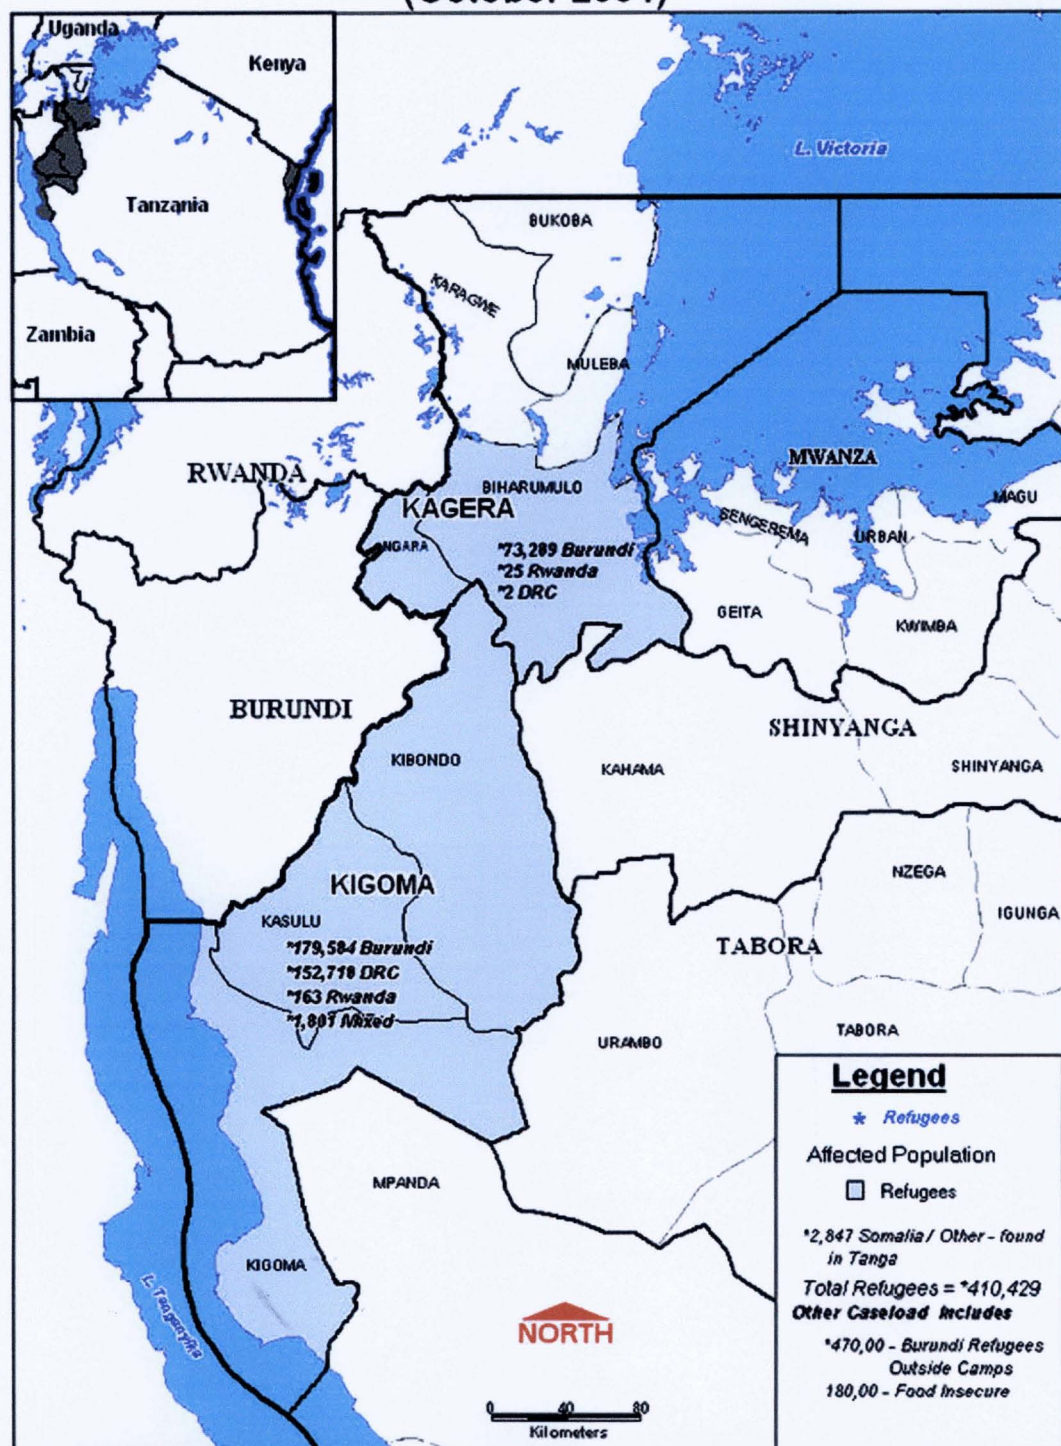 Uganda
Kenya
Tanzania
Zambia
L. Victoria
BUKOBA
KARAGWE
MULEBA
RWANDA
MWANZA
BIHARUMULO
KAGERA
MAGU
SENGEREMA
URBAN
NGARA
*73,289 Burundi
*25 Rwanda
*2 DRC
GEITA
KWIMBA
BURUNDI
SHINYANGA
KIBONDO
KAHAMA
SHINYANGA
KIGOMA
NZEGA
KASULU
IGUNGA
*179,584 Burundi
*152,718 DRC
*163 Rwanda
*1,801 Mixed
TABORA
URAMBO
TABORA
MPANDA
KIGOMA
L. Tanganyika
NORTH
0 40 80
Kilometers
Legend
* Refugees
Affected Population
Refugees
*2,847 Somalia / Other - found
in Tanga
Total Refugees = *410,429
Other Caseload Includes
*470,00 - Burundi Refugees
Outside Camps
180,00 - Food Insecure